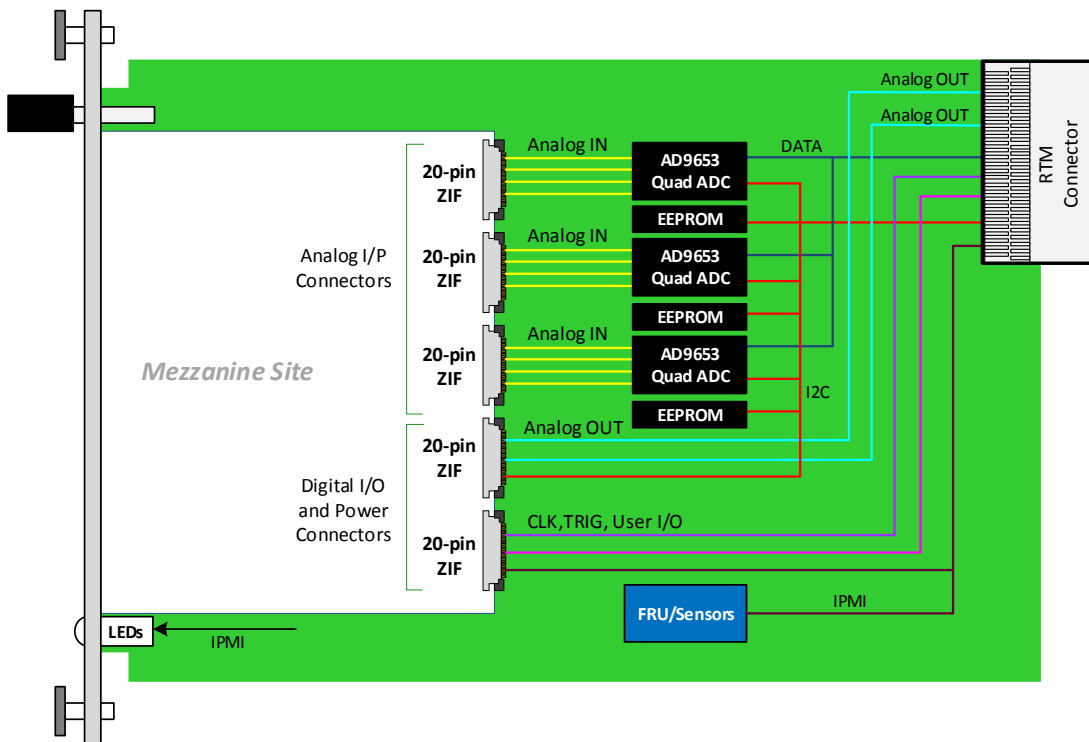 Analog OUT
Analog OUT
RTM
Connector
DATA
Analog IN
20-pin
ZIF
AD9653
Quad ADC
EEPROM
Analog IN
20-pin
ZIF
AD9653
Quad ADC
EEPROM
Analog I/P
Connectors
Analog IN
20-pin
ZIF
AD9653
Quad ADC
EEPROM
Mezzanine Site
I2C
Analog OUT
20-pin
ZIF
Digital I/O
and Power
Connectors
CLK,TRIG, User I/O
20-pin
ZIF
FRU/Sensors
IPMI
LEDs
IPMI